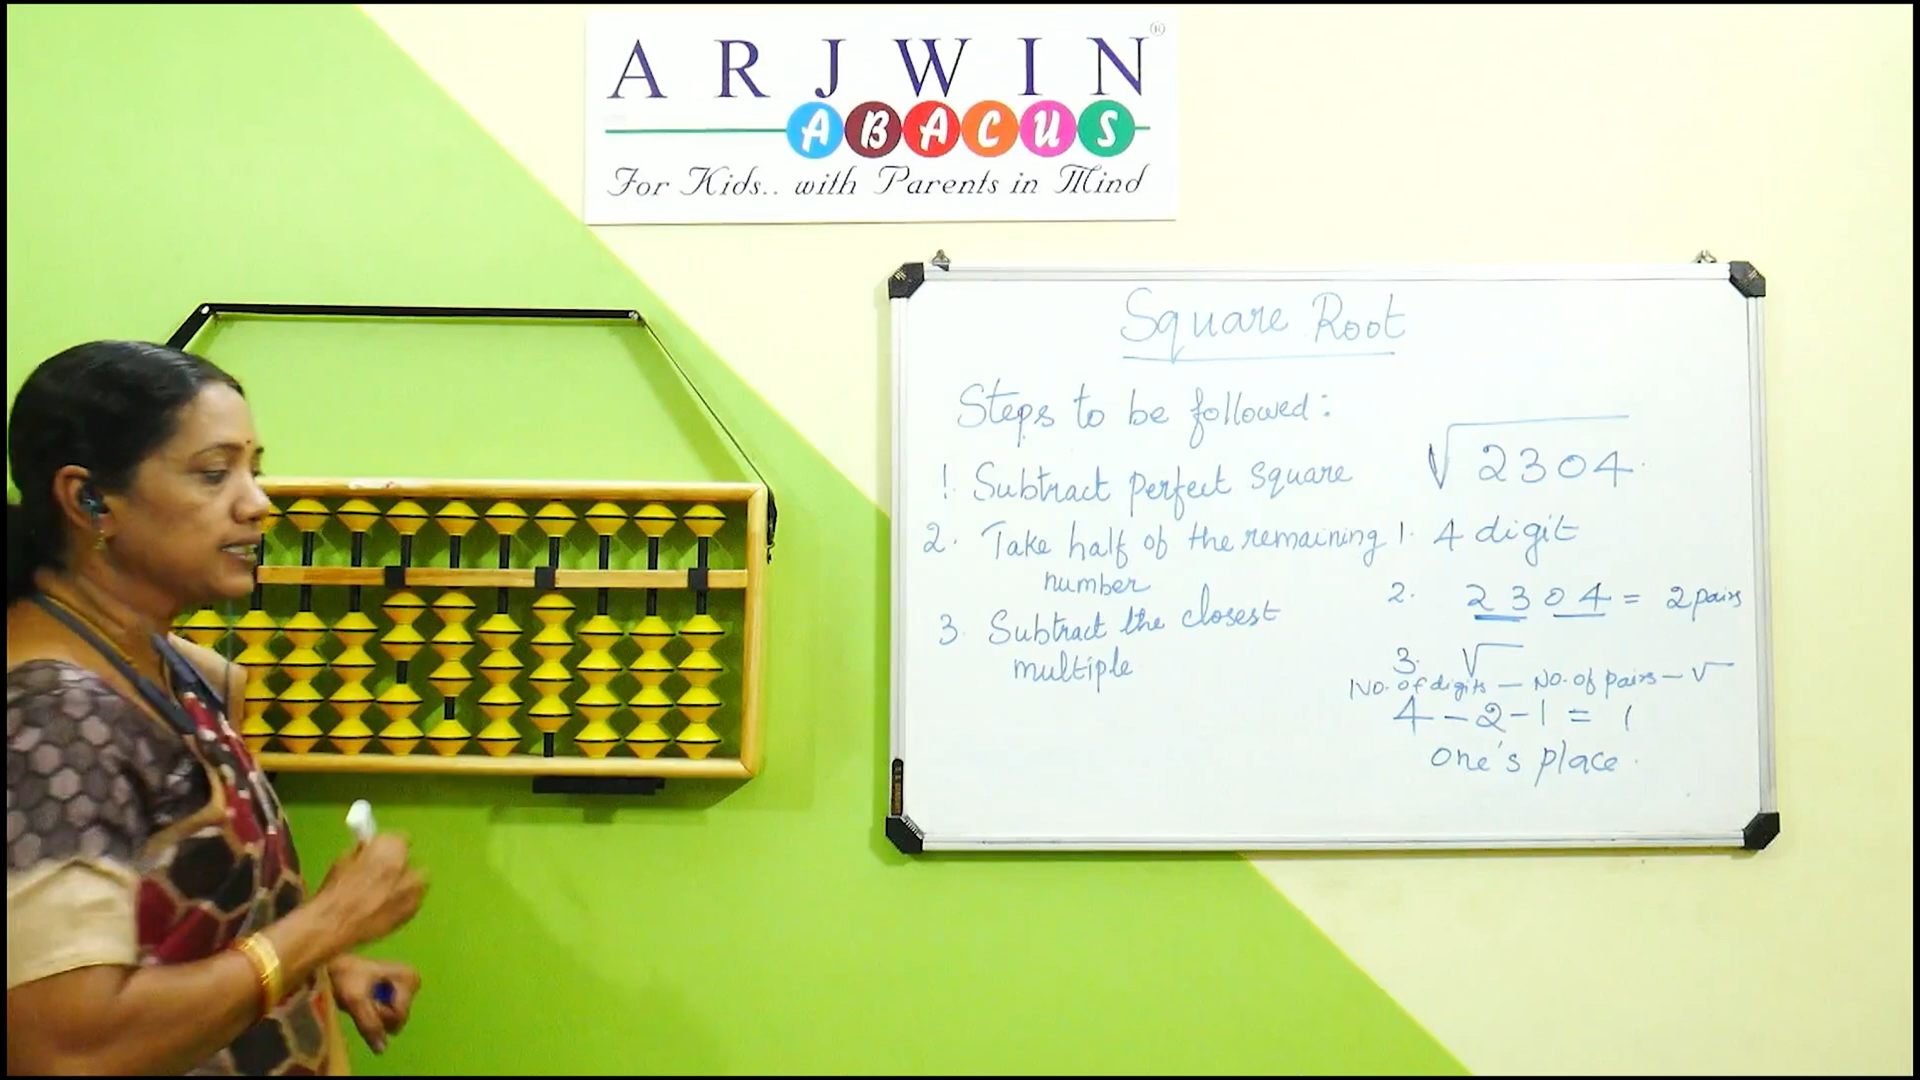 ARJWIN®
ABACUS
For Kids.. with Parents in Mind
Square Root
Steps to be followed:
1. Subtract perfect square
2. Take half of the remaining
number
3. Subtract the closest
multiple
√2304
1. 4 digit
2. 2304 = 2 pairs
3. √
No. of digits — No. of pairs — √
4 - 2 - 1 = 1
one's place